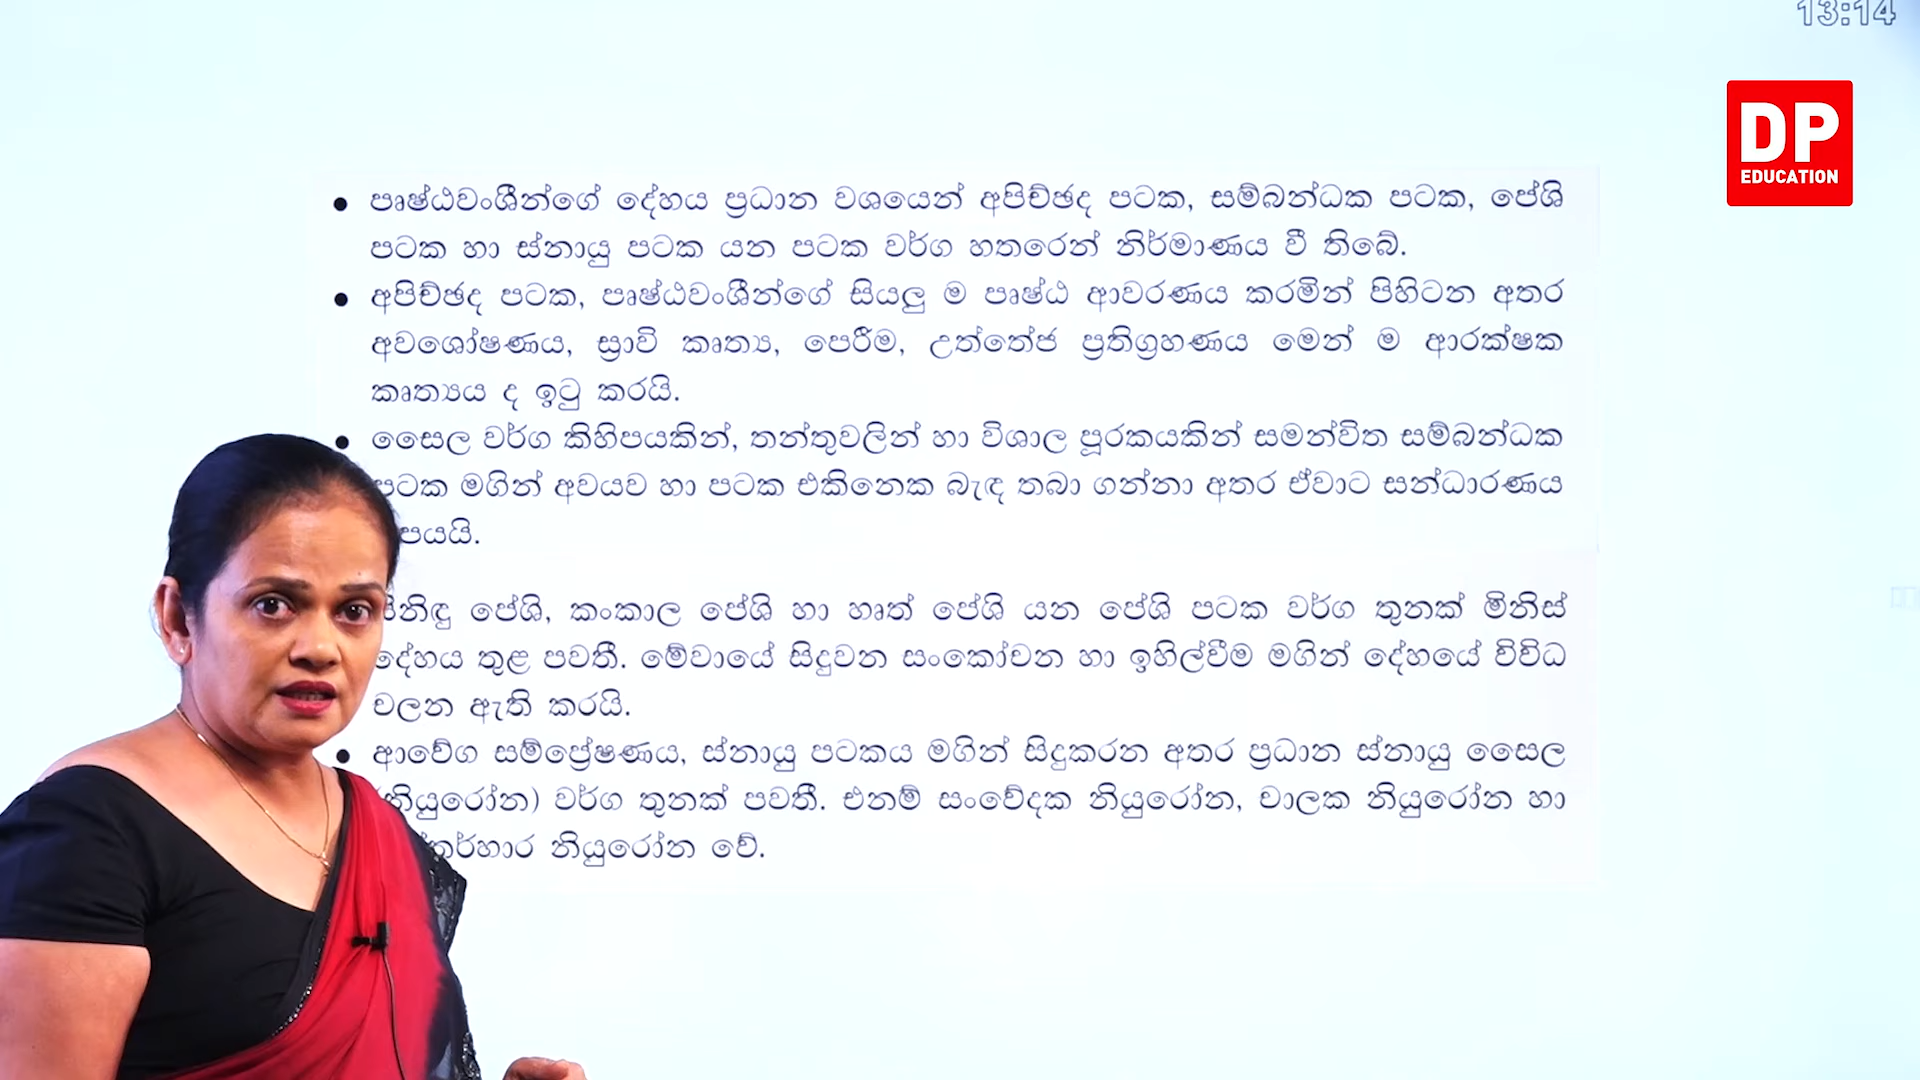 13:14
DP
EDUCATION
● පෘෂ්ඨවංශීන්ගේ දේහය ප්‍රධාන වශයෙන් අපිච්ඡද පටක, සම්බන්ධක පටක, පේශි
පටක හා ස්නායු පටක යන පටක වර්ග හතරෙන් නිර්මාණය වී තිබේ.
● අපිච්ඡද පටක, පෘෂ්ඨවංශීන්ගේ සියලු ම පෘෂ්ඨ ආවරණය කරමින් පිහිටන අතර
අවශෝෂණය, ස්‍රාවි කෘත්‍ය, පෙරීම, උත්තේජ ප්‍රතිග්‍රහණය මෙන් ම ආරක්ෂක
කෘත්‍යය ද ඉටු කරයි.
● සෛල වර්ග කිහිපයකින්, තන්තුවලින් හා විශාල පූරකයකින් සමන්විත සම්බන්ධක
පටක මගින් අවයව හා පටක එකිනෙක බැඳ තබා ගන්නා අතර ඒවාට සන්ධාරණය
පේශි, කංකාල පේශි හා හෘත් පේශි යන පේශි පටක වර්ග තුනක් මිනිස්
දේහය තුළ පවතී. මේවායේ සිදුවන සංකෝචන හා ඉහිල්වීම මගින් දේහයේ විවිධ
චලන ඇති කරයි.
● ආවේග සම්ප්‍රේෂණය, ස්නායු පටකය මගින් සිදුකරන අතර ප්‍රධාන ස්නායු සෛල
(නියුරෝන) වර්ග තුනක් පවතී. එනම් සංවේදක නියුරෝන, චාලක නියුරෝන හා
නියුරෝන වේ.